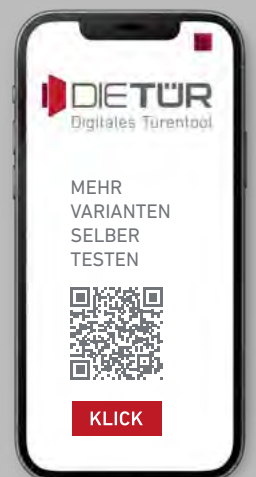 DIETÜR
Digitales Türentool
MEHR
VARIANTEN
SELBER
TESTEN
KLICK